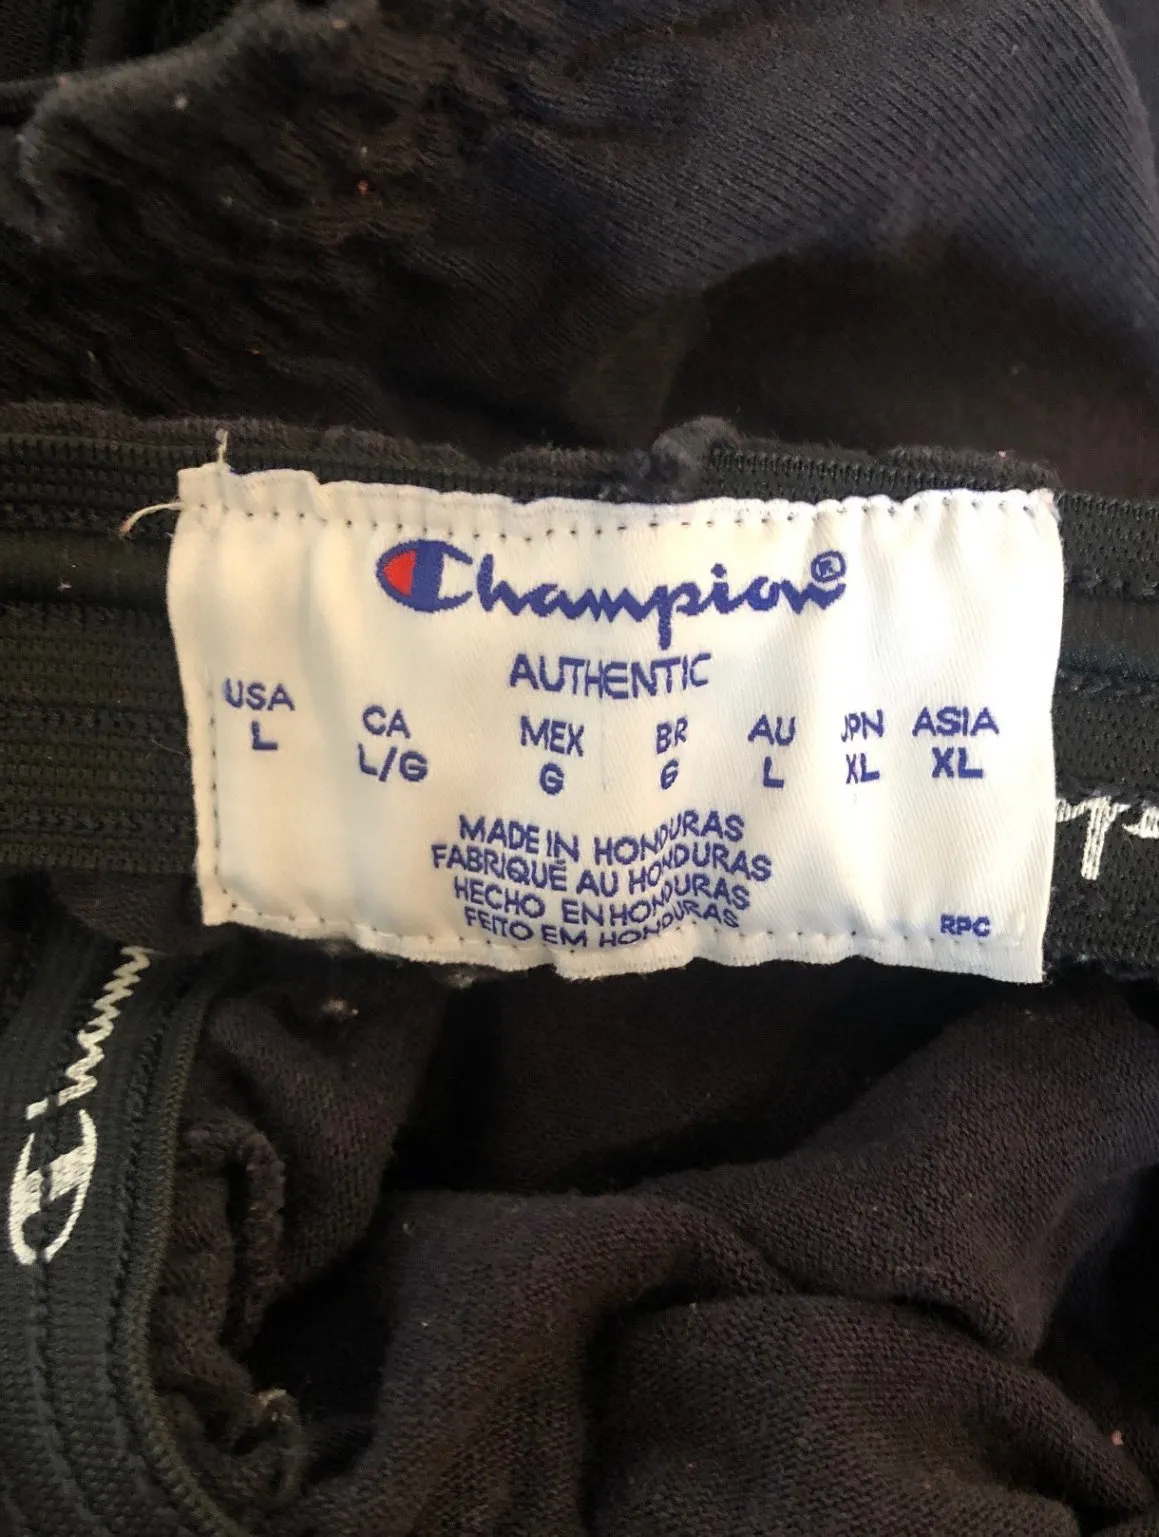 Champion®
AUTHENTIC
USA CA MEX BR AU JPN ASIA
L L/G G G L XL XL
MADE IN HONDURAS
FABRIQUÉ AU HONDURAS
HECHO EN HONDURAS
FEITO EM HONDURAS
RPC